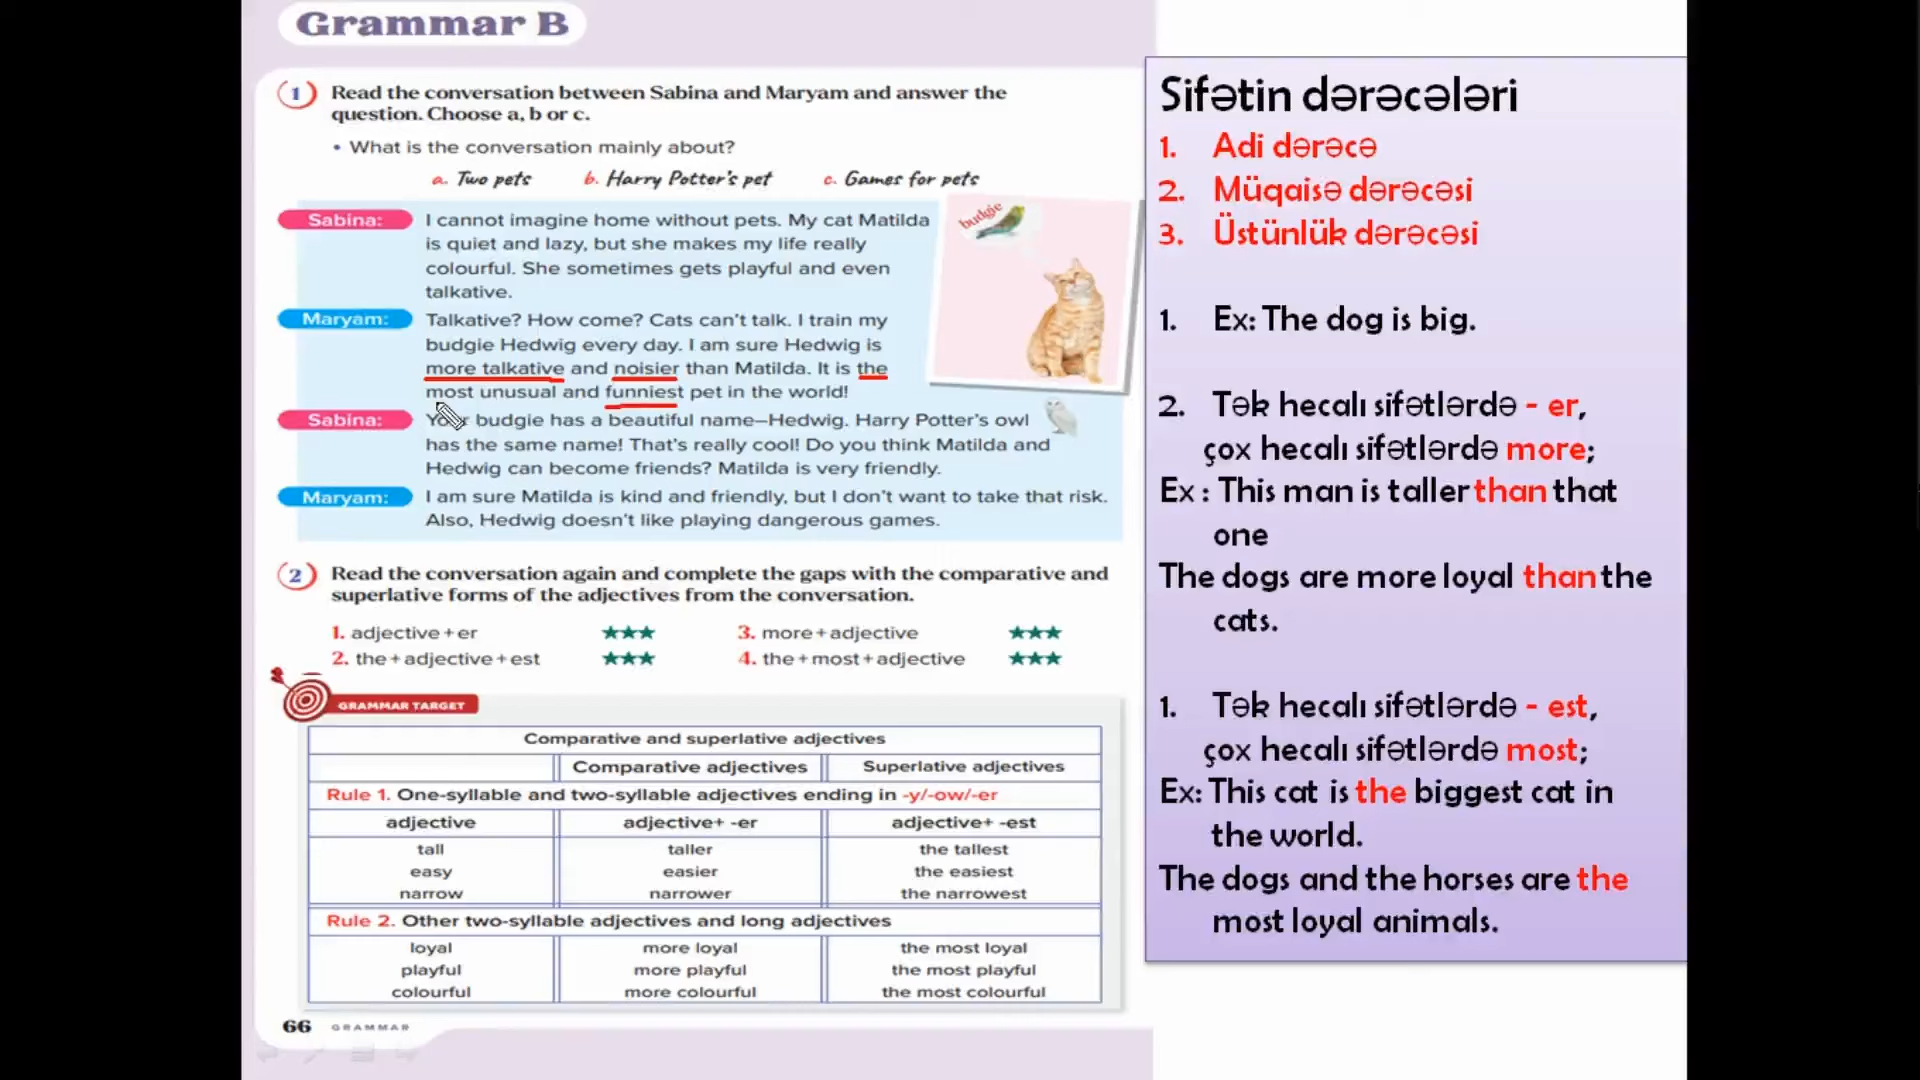 Grammar B
1 Read the conversation between Sabina and Maryam and answer the
question. Choose a, b or c.
• What is the conversation mainly about?
a. Two pets b. Harry Potter's pet c. Games for pets
budgie
Sabina: I cannot imagine home without pets. My cat Matilda
is quiet and lazy, but she makes my life really
colourful. She sometimes gets playful and even
talkative.
Maryam: Talkative? How come? Cats can't talk. I train my
budgie Hedwig every day. I am sure Hedwig is
more talkative and noisier than Matilda. It is the
most unusual and funniest pet in the world!
Sabina: Your budgie has a beautiful name–Hedwig. Harry Potter's owl
has the same name! That's really cool! Do you think Matilda and
Hedwig can become friends? Matilda is very friendly.
Maryam: I am sure Matilda is kind and friendly, but I don't want to take that risk.
Also, Hedwig doesn't like playing dangerous games.
2 Read the conversation again and complete the gaps with the comparative and
superlative forms of the adjectives from the conversation.
1. adjective+er ★★★ 3. more+adjective ★★★
2. the+adjective+est ★★★ 4. the+most+adjective ★★★
GRAMMAR TARGET
Comparative and superlative adjectives
Comparative adjectives Superlative adjectives
Rule 1. One-syllable and two-syllable adjectives ending in -y/-ow/-er
adjective adjective+ -er adjective+ -est
tall taller the tallest
easy easier the easiest
narrow narrower the narrowest
Rule 2. Other two-syllable adjectives and long adjectives
loyal more loyal the most loyal
playful more playful the most playful
colourful more colourful the most colourful
66 GRAMMAR
Sifətin dərəcələri
1. Adi dərəcə
2. Müqaisə dərəcəsi
3. Üstünlük dərəcəsi
1. Ex: The dog is big.
2. Tək hecalı sifətlərdə - er,
çox hecalı sifətlərdə more;
Ex : This man is taller than that
one
The dogs are more loyal than the
cats.
1. Tək hecalı sifətlərdə - est,
çox hecalı sifətlərdə most;
Ex: This cat is the biggest cat in
the world.
The dogs and the horses are the
most loyal animals.